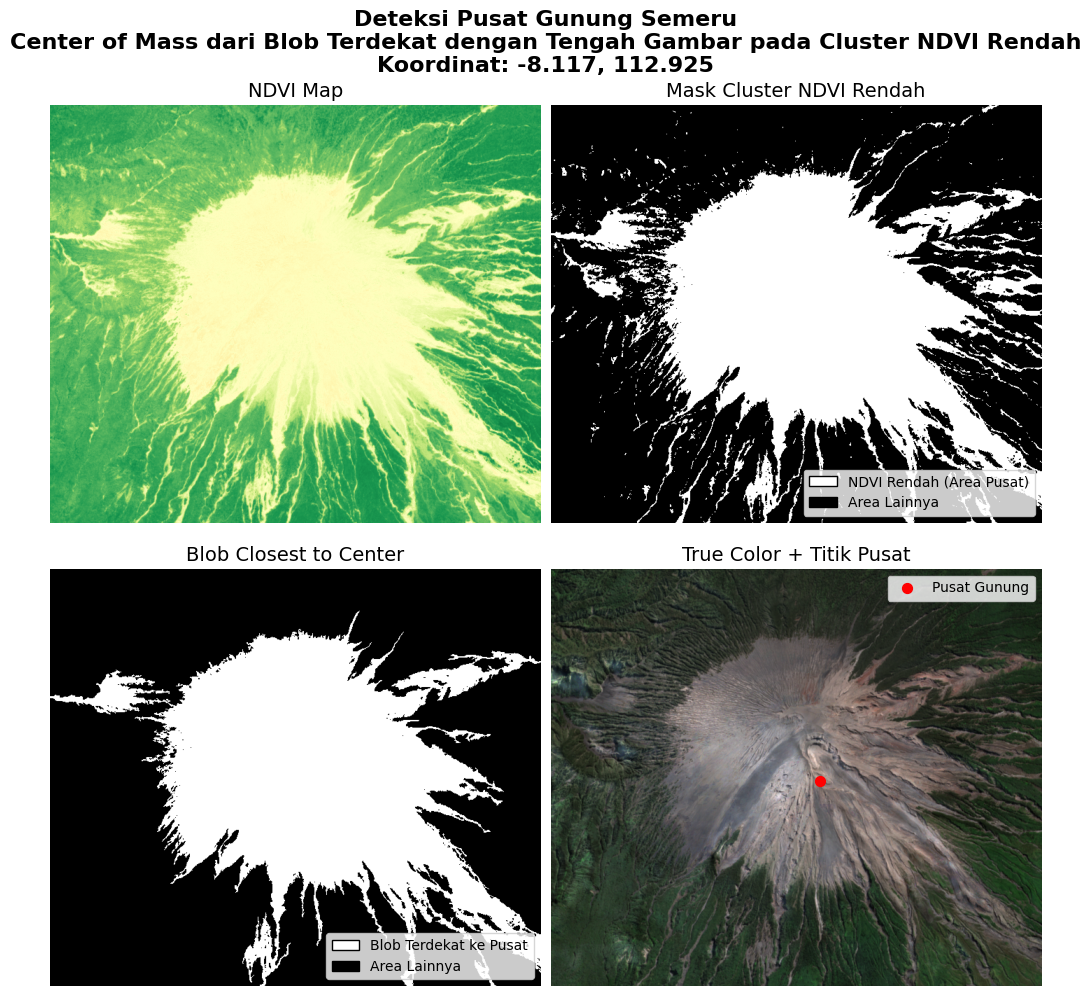 Deteksi Pusat Gunung Semeru
Center of Mass dari Blob Terdekat dengan Tengah Gambar pada Cluster NDVI Rendah
Koordinat: -8.117, 112.925
NDVI Map
Mask Cluster NDVI Rendah
NDVI Rendah (Area Pusat)
Area Lainnya
Blob Closest to Center
True Color + Titik Pusat
Pusat Gunung
Blob Terdekat ke Pusat
Area Lainnya